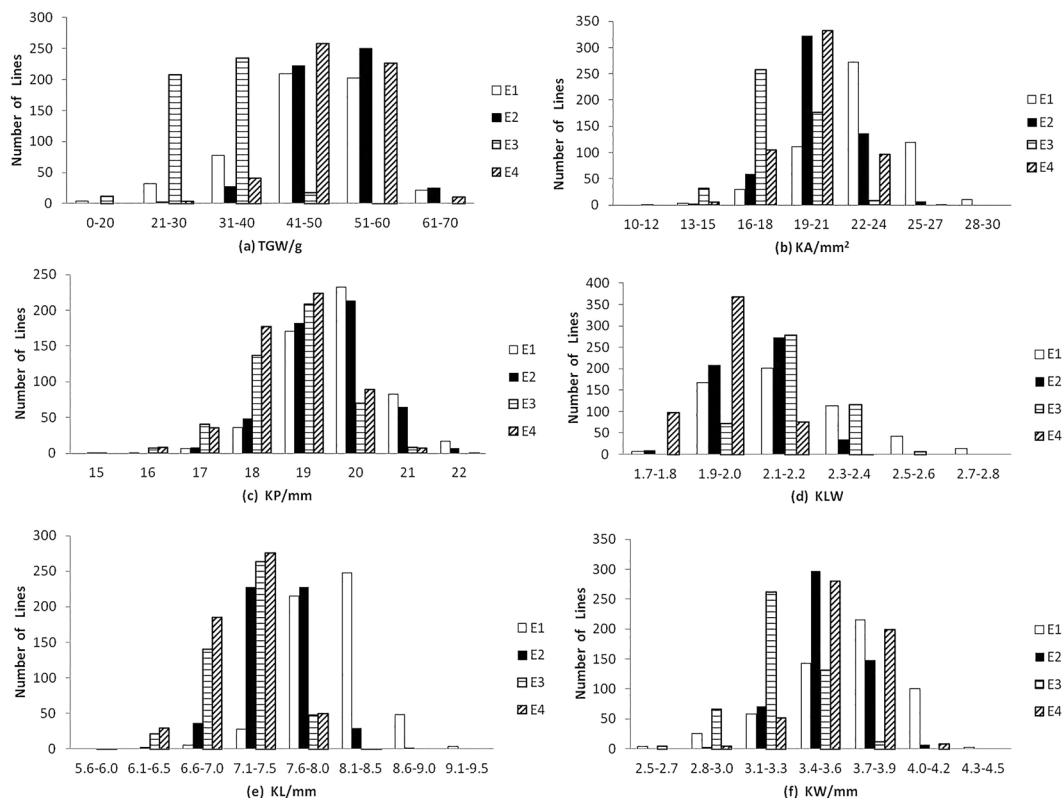 300
250
200
150
100
50
0
Number of Lines
0-20 21-30 31-40 41-50 51-60 61-70
(a) TGW/g
E1
E2
E3
E4
350
300
250
200
150
100
50
0
Number of Lines
10-12 13-15 16-18 19-21 22-24 25-27 28-30
(b) KA/mm²
E1
E2
E3
E4
250
200
150
100
50
0
Number of Lines
15 16 17 18 19 20 21 22
(c) KP/mm
E1
E2
E3
E4
400
350
300
250
200
150
100
50
0
Number of Lines
1.7-1.8 1.9-2.0 2.1-2.2 2.3-2.4 2.5-2.6 2.7-2.8
(d) KLW
E1
E2
E3
E4
300
250
200
150
100
50
0
Number of Lines
5.6-6.0 6.1-6.5 6.6-7.0 7.1-7.5 7.6-8.0 8.1-8.5 8.6-9.0 9.1-9.5
(e) KL/mm
E1
E2
E3
E4
350
300
250
200
150
100
50
0
Number of Lines
2.5-2.7 2.8-3.0 3.1-3.3 3.4-3.6 3.7-3.9 4.0-4.2 4.3-4.5
(f) KW/mm
E1
E2
E3
E4